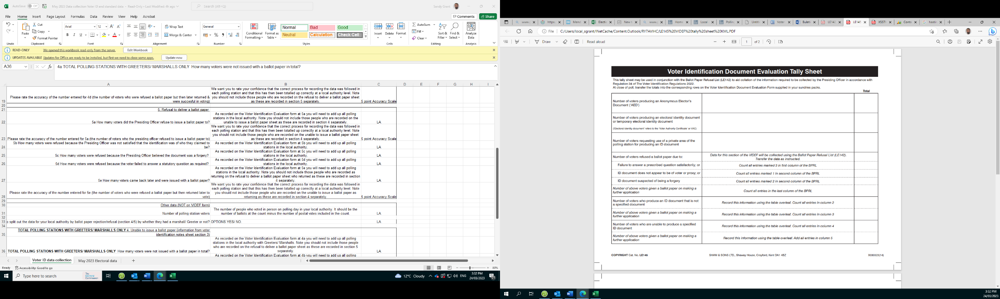 AutoSave Off May 2023 Data collection Voter ID and standard data - Read-Only • Last Modified: 4h ago Search (Alt+Q) Sandy Grant
File Home Insert Page Layout Formulas Data Review View Help Acrobat Comments Share
Paste Cut Copy Format Painter Arial 12 Wrap Text Merge & Center General Conditional Formatting Format as Table Normal Bad Good Neutral Calculation Check Cell Insert Delete Format AutoSum Fill Clear Sort & Filter Find & Select Analyze Data
Undo Clipboard Font Alignment Number Styles Cells Editing Analysis
READ-ONLY We opened this workbook read-only from the server. Edit Workbook
UPDATES AVAILABLE Updates for Office are ready to be installed, but first we need to close some apps. Update now
A36 fx 4a TOTAL POLLING STATIONS WITH GREETERS/ MARSHALLS ONLY How many voters were not issued with a ballot paper in total?
A B C D E F G H I
We want you to rate your confidence that the correct process for recording the data was followed in
each polling station and that this has then been totalled up correctly at a local authority level. Note
Please rate the accuracy of the number entered for 4d (the number of voters who were refused a ballot paper but then later returned & you should not include those people who are recorded on the refusal to deliver a ballot paper sheet
19 were succesful in voting) as these are recorded in section 5 separately. 5 point Accuracy Scale
20
21 5. Refusal to deliver a ballot paper
As recorded on the Voter Identification Evaluation form at 5a you will need to add up all polling
stations in the local authority. Note you should not include those people who are recorded on the
22 5a How many voters did the Presiding Officer refuse to issue a ballot paper to? unable to issue a ballot paper sheet as these are recorded in section 4 separately. LA
We want you to rate your confidence that the correct process for recording the data was followed in
each polling station and that this has then been totalled up correctly at a local authority level. Note
you should not include those people who are recorded on the unable to issue a ballot paper sheet
23 Please rate the accuracy of the number entered for 5a (the number of voters who the presiding officer refused to issue a ballot paper to) as these are recorded in section 4 separately. 5 point Accuracy Scale
5b How many voters were refused because the Presiding Officer was not satisfied that the identification was of who they claimed to As recorded on the Voter Identification Evaluation form at 5b you will need to add up all polling
24 be? stations in the local authority. LA
As recorded on the Voter Identification Evaluation form at 5c you will need to add up all polling
25 5c How many voters were refused because the Presiding Officer believed the document was a forgery? stations in the local authority. LA
As recorded on the Voter Identification Evaluation form at 5d you will need to add up all polling
26 5d How many voters were refused because the voter failed to answer a statutory question as required? stations in the local authority. LA
As recorded on the Voter Identification Evaluation form at 5e you will need to add up all polling
stations in the local authority. Note you should not include those people who are recorded as
returning on the refusal to deliver a ballot paper sheet who returned as these are recorded in section
27 5e How many voters came back later and were issued with a ballot paper? 4 separately. LA
We want you to rate your confidence that the correct process for recording the data was followed in
each polling station and that this has then been totalled up correctly at a local authority level. Note
Please rate the accuracy of the number entered for 5e (the number of voters who were refused a ballot paper but then returned later to you should not include those people who are recorded on the unable to issue a ballot paper as
28 vote) returning as these are recorded in section 4 separately. 5 point Accuracy Scale
29
30 Other data (NOT on VIDEF form)
The number of people who voted in person on polling day in your local authority. It should be the
31 Number of polling station voters number of ballots at the count minus the number of postal votes included in the count. LA
32
33 o split out the data for your local authority by ballot paper rejection/refusal (section 4/5) by whether they had a marshall/ Greeter or not? OPTIONS YES/ NO. LA
34
TOTAL POLLING STATIONS WITH GREETERS/ MARSHALLS ONLY 4. Unable to issue a ballot paper (information from voter
35 identification notes sheet section 3)
As recorded on the Voter Identification Evaluation form at 4a you will need to add up all polling
stations in the local authority with Greeters/ Marshalls. Note you should not include those people
who are recorded on the refusal to deliver a ballot paper sheet as these are recorded in section 5
36 TOTAL POLLING STATIONS WITH GREETERS/ MARSHALLS ONLY How many voters were not issued with a ballot paper in total? separately. LA
As recorded on the Voter Identification Evaluation form at 4b you will need to add up all polling
Voter ID data collection May 2023 Electoral data
Ready Accessibility: Good to go 80%
Type here to search The Electoral Commission 12°C Cloudy ENG 3:32 PM 24/03/2023 21
www. https: Mend Electi New t www. Home Local Pollin Untitl Voter Buleti LE142 LE145 XSST Conta hastin
File C:/Users/local_sgrant/INetCache/Content.Outlook/RY7AVIHC/LE145%20VIDEF%20tally%20sheet%20KML.PDF
Draw Read aloud 1 of 2
Voter Identification Document Evaluation Tally Sheet
This tally sheet may be used in conjunction with the Ballot Paper Refusal List (LE142) to aid collation of the information required to be collected by the Presiding Officer in accordance with
Regulation 34 of The Voter Identification Regulations 2022.
At close of poll, transfer the totals into the corresponding rows on the Voter Identification Document Evaluation Form supplied in your sundries packs.
Total
Number of voters producing an Anonymous Elector's
Document ('AED')
Number of voters producing an electoral identity document
or temporary electoral identity document
('Electoral identity document' refers to the 'Voter Authority Certificate' or VAC)
Number of voters requesting use of a private area of the
polling station for producing an ID document
Number of voters refused a ballot paper due to: Data for this section of the VIDEF will be collected using the Ballot Paper Refusal List (LE142).
Transfer the data as instructed.
Failure to answer a prescribed question satisfactorily; or Count all entries marked 3 in first column of the BPRL
ID document does not appear to be of voter or proxy; or Count all entries marked 1 in second column of the BPRL
ID document suspected of being a forgery Count all entries marked 2 in second column of the BPRL
Number of above voters given a ballot paper on making a
further application Count all entries in the last column of the BPRL
Number of voters who produce an ID document that is not
a specified document Record this information using the table overleaf. Count all entries in column 2
Number of above voters given a ballot paper on making a
further application Record this information using the table overleaf. Count all entries in column 3
Number of voters who are unable to produce a specified
ID document Record this information using the table overleaf. Count all entries in column 4
Number of above voters given a ballot paper on making a
further application Record this information using the table overleaf. Add all entries in column 5
COPYRIGHT Cat. No. LE145 SHAW & SONS LTD., Shaway House, Crayford, Kent DA1 4BZ X030323(14)
3:32 PM
24/03/2023